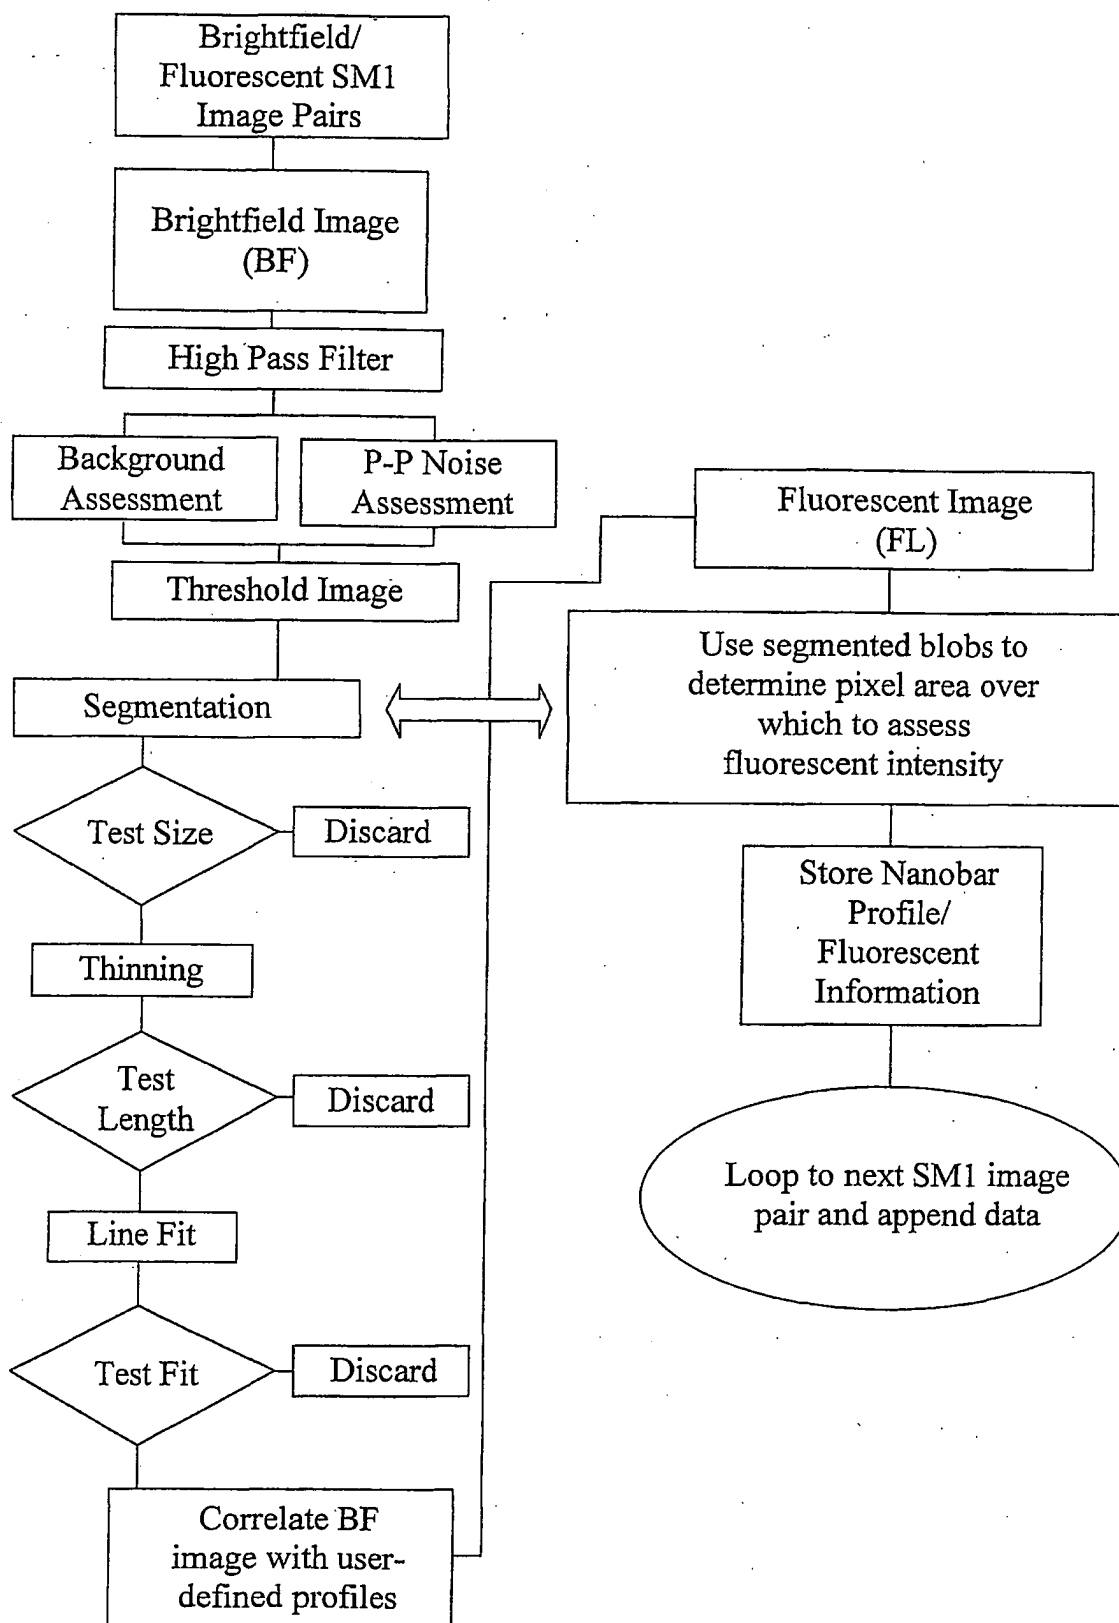 Brightfield/
Fluorescent SM1
Image Pairs
Brightfield Image
(BF)
High Pass Filter
Background
Assessment
P-P Noise
Assessment
Threshold Image
Segmentation
Test Size
Discard
Thinning
Test
Length
Discard
Line Fit
Test Fit
Discard
Correlate BF
image with user-
defined profiles
Fluorescent Image
(FL)
Use segmented blobs to
determine pixel area over
which to assess
fluorescent intensity
Store Nanobar
Profile/
Fluorescent
Information
Loop to next SM1 image
pair and append data